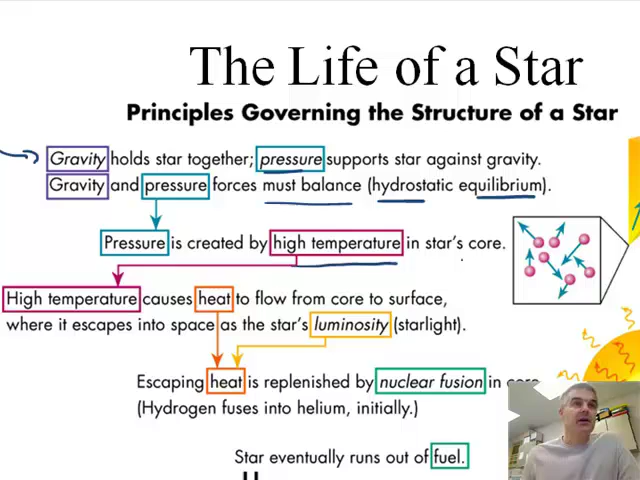 The Life of a Star
Principles Governing the Structure of a Star
Gravity holds star together; pressure supports star against gravity.
Gravity and pressure forces must balance (hydrostatic equilibrium).
Pressure is created by high temperature in star's core.
High temperature causes heat to flow from core to surface,
where it escapes into space as the star's luminosity (starlight).
Escaping heat is replenished by nuclear fusion in core
(Hydrogen fuses into helium, initially.)
Star eventually runs out of fuel.